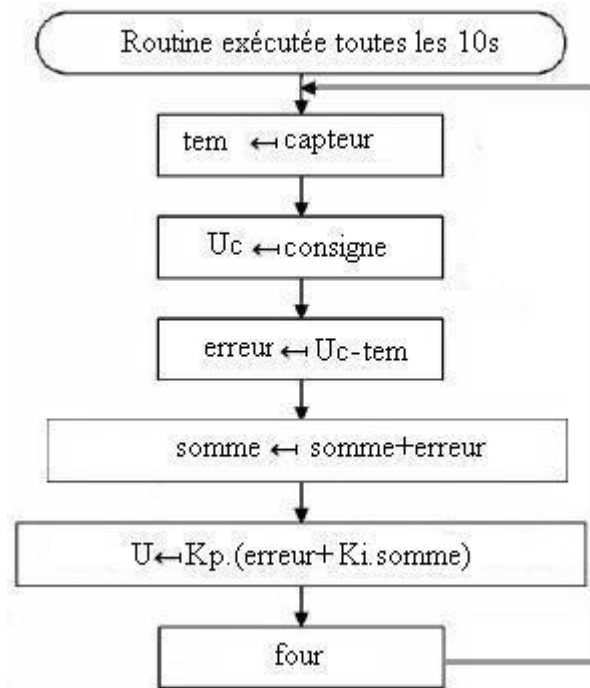 Routine exécutée toutes les 10s
tem ↤ capteur
Uc ↤ consigne
erreur ↤ Uc-tem
somme ↤ somme+erreur
U↤Kp.(erreur+Ki.somme)
four